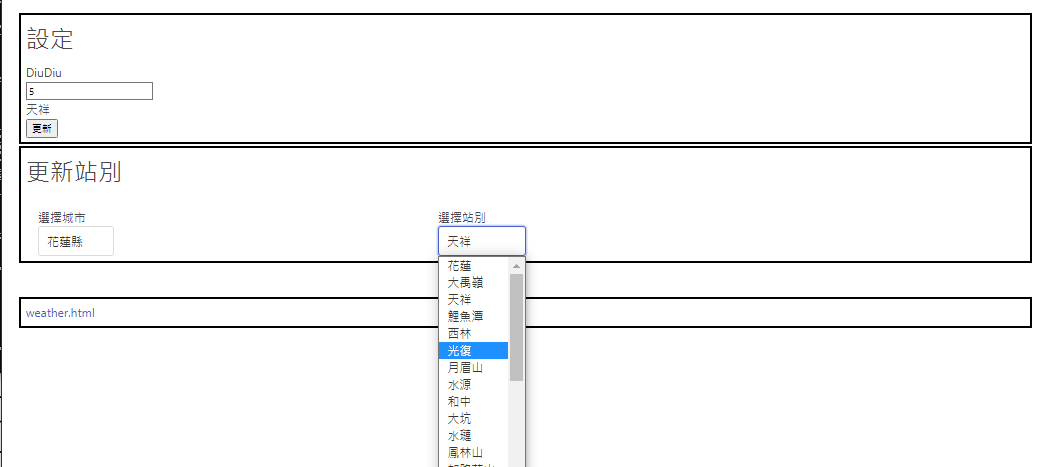 設定
DiuDiu
5
天祥
更新
更新站別
選擇城市
花蓮縣
選擇站別
天祥
花蓮
大禹嶺
天祥
鯉魚潭
西林
光復
月眉山
水源
和中
大坑
水璉
鳳林山
weather.html